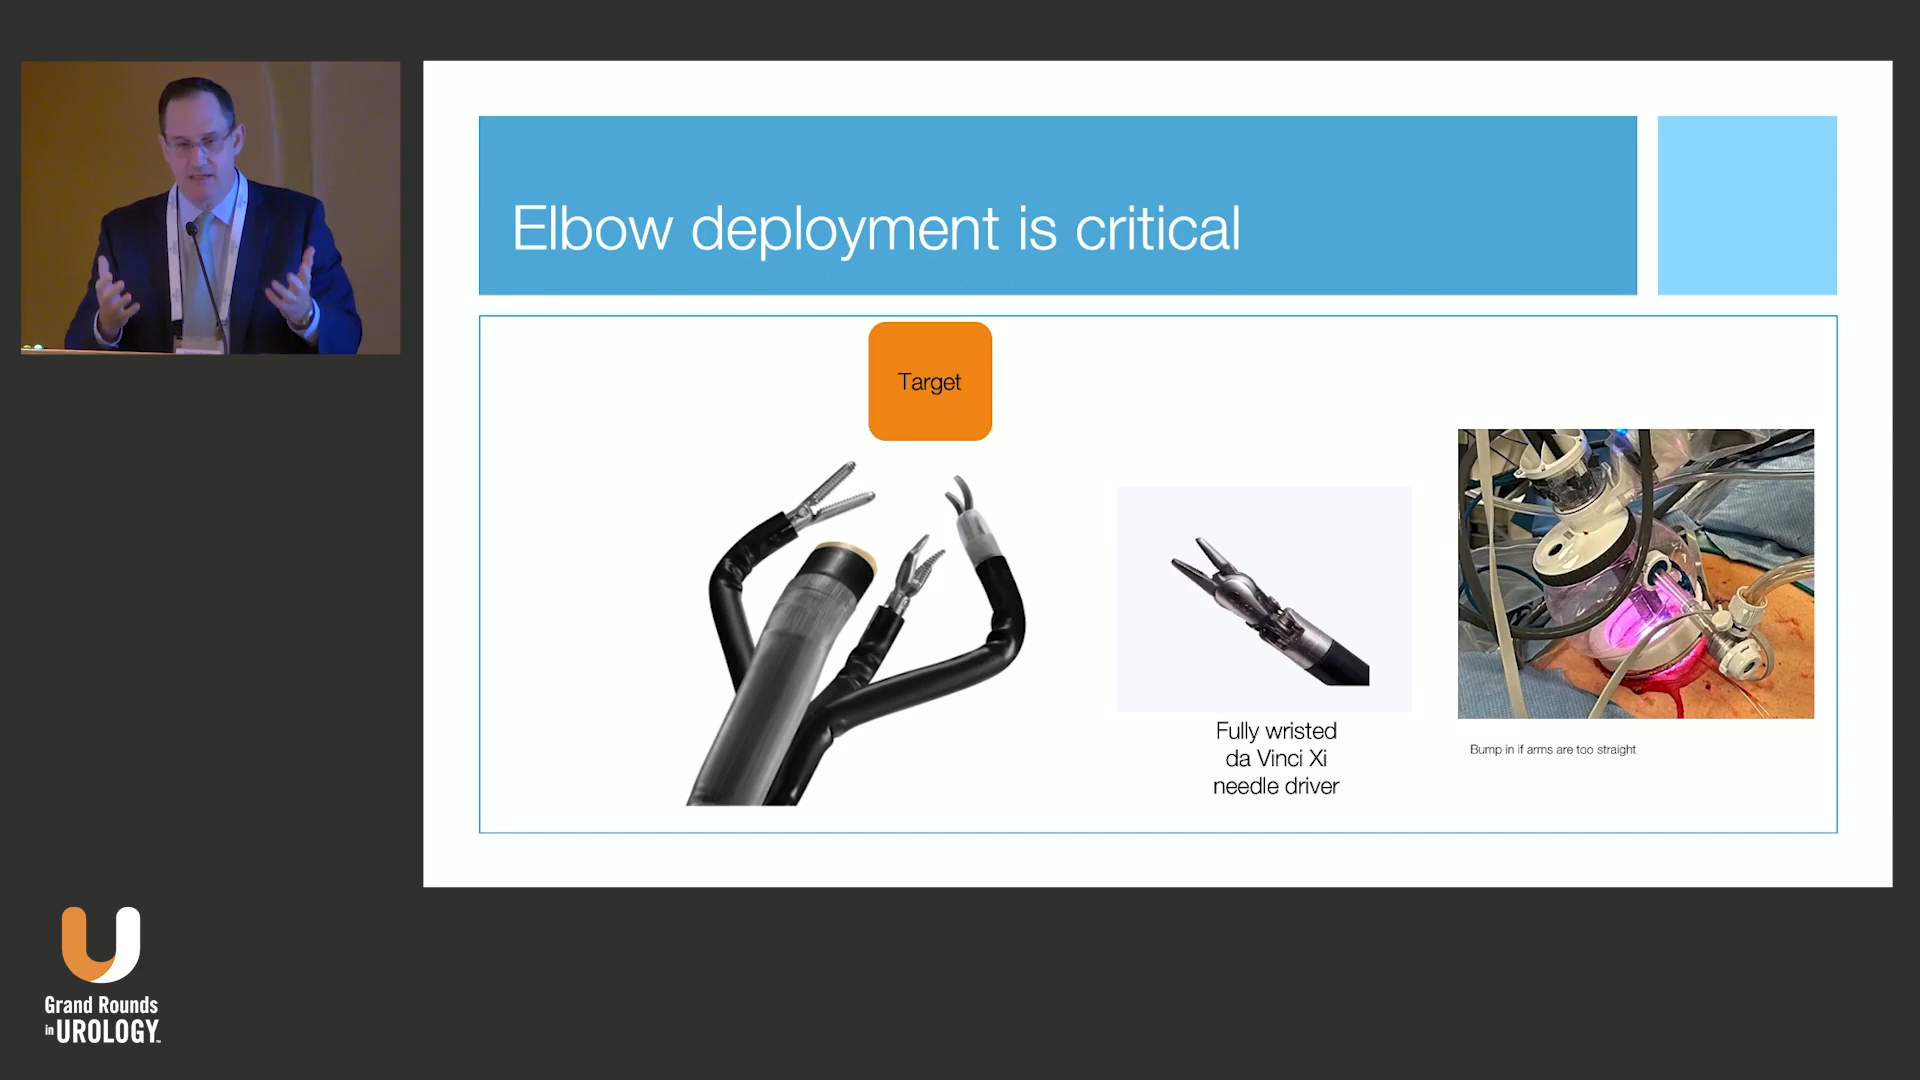 Elbow deployment is critical
Target
Fully wristed
da Vinci Xi
needle driver
Bump in if arms are too straight
Grand Rounds
in UROLOGY